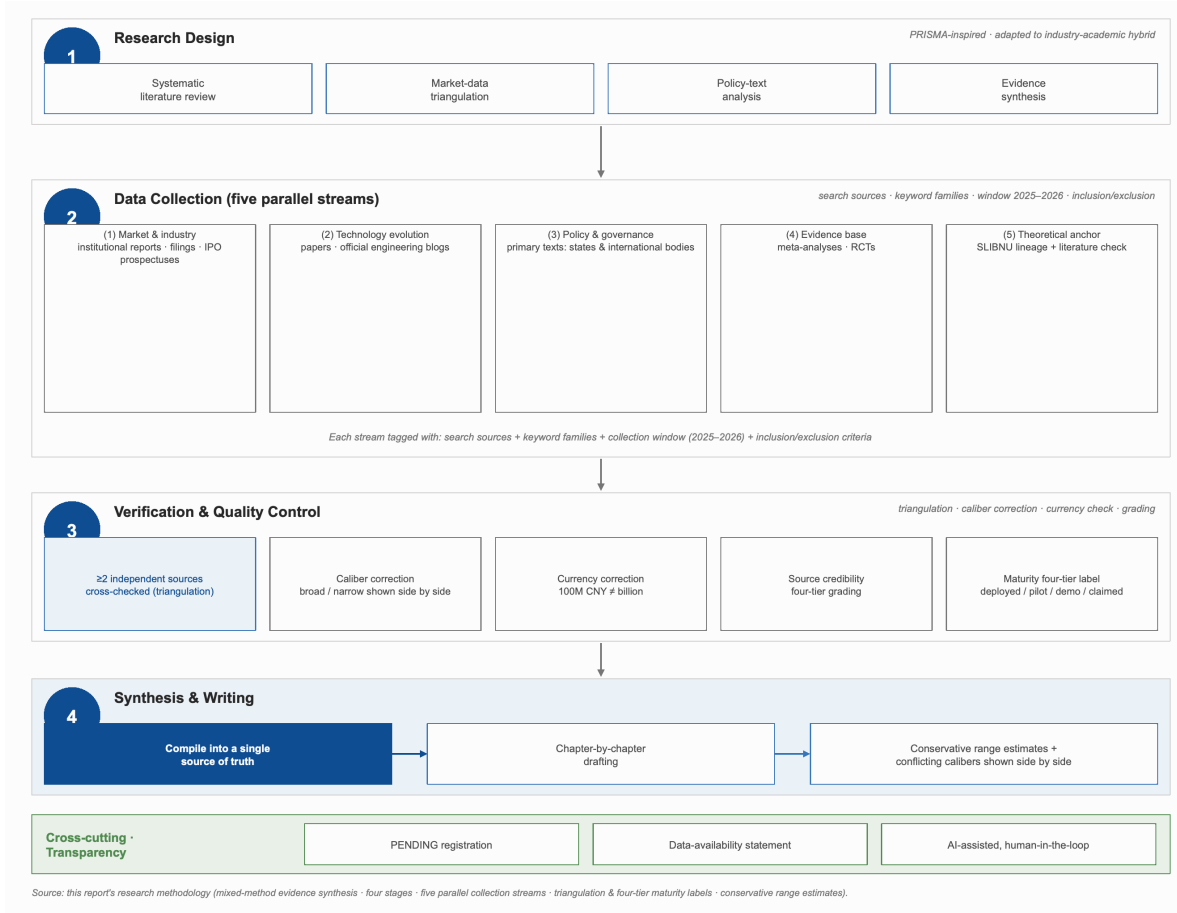 1
Research Design
PRISMA-inspired · adapted to industry-academic hybrid
Systematic
literature review
Market-data
triangulation
Policy-text
analysis
Evidence
synthesis
2
Data Collection (five parallel streams)
search sources · keyword families · window 2025–2026 · inclusion/exclusion
(1) Market & industry
institutional reports · filings · IPO
prospectuses
(2) Technology evolution
papers · official engineering blogs
(3) Policy & governance
primary texts: states & international bodies
(4) Evidence base
meta-analyses · RCTs
(5) Theoretical anchor
SLIBNU lineage + literature check
Each stream tagged with: search sources + keyword families + collection window (2025–2026) + inclusion/exclusion criteria
3
Verification & Quality Control
triangulation · caliber correction · currency check · grading
≥2 independent sources
cross-checked (triangulation)
Caliber correction
broad / narrow shown side by side
Currency correction
100M CNY ≠ billion
Source credibility
four-tier grading
Maturity four-tier label
deployed / pilot / demo / claimed
4
Synthesis & Writing
Compile into a single
source of truth
Chapter-by-chapter
drafting
Conservative range estimates +
conflicting calibers shown side by side
Cross-cutting ·
Transparency
PENDING registration
Data-availability statement
AI-assisted, human-in-the-loop
Source: this report's research methodology (mixed-method evidence synthesis · four stages · five parallel collection streams · triangulation & four-tier maturity labels · conservative range estimates).